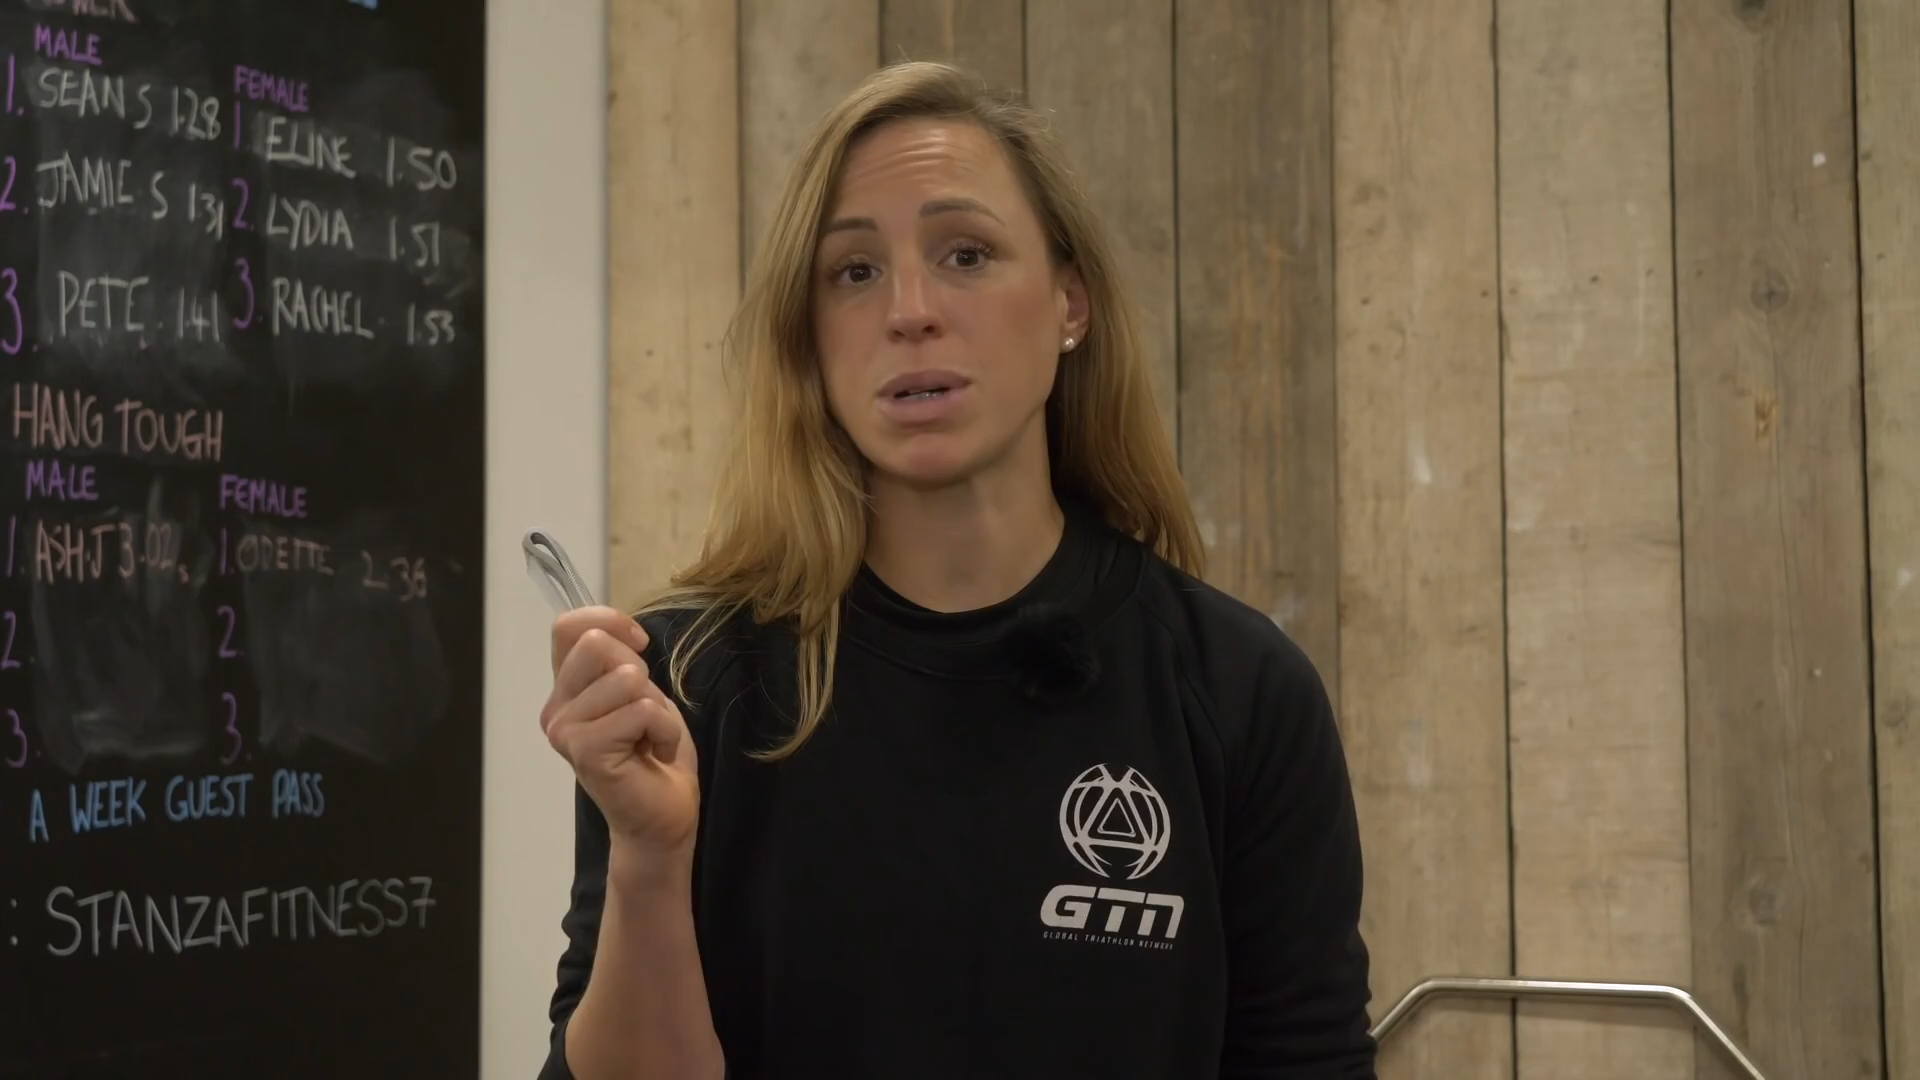 MALE
FEMALE
1. SEAN S 1.28
1 ELINE 1.50
2. JAMIE S 1.31
2. LYDIA 1.51
3. PETE. 1.41
3. RACHEL. 1.53
HANG TOUGH
MALE
FEMALE
1. ASH.J 3.02s
1. ODETTE 2 36
2.
2.
3.
3.
A WEEK GUEST PASS
: STANZAFITNESS7
GTN
GLOBAL TRIATHLON NETWORK